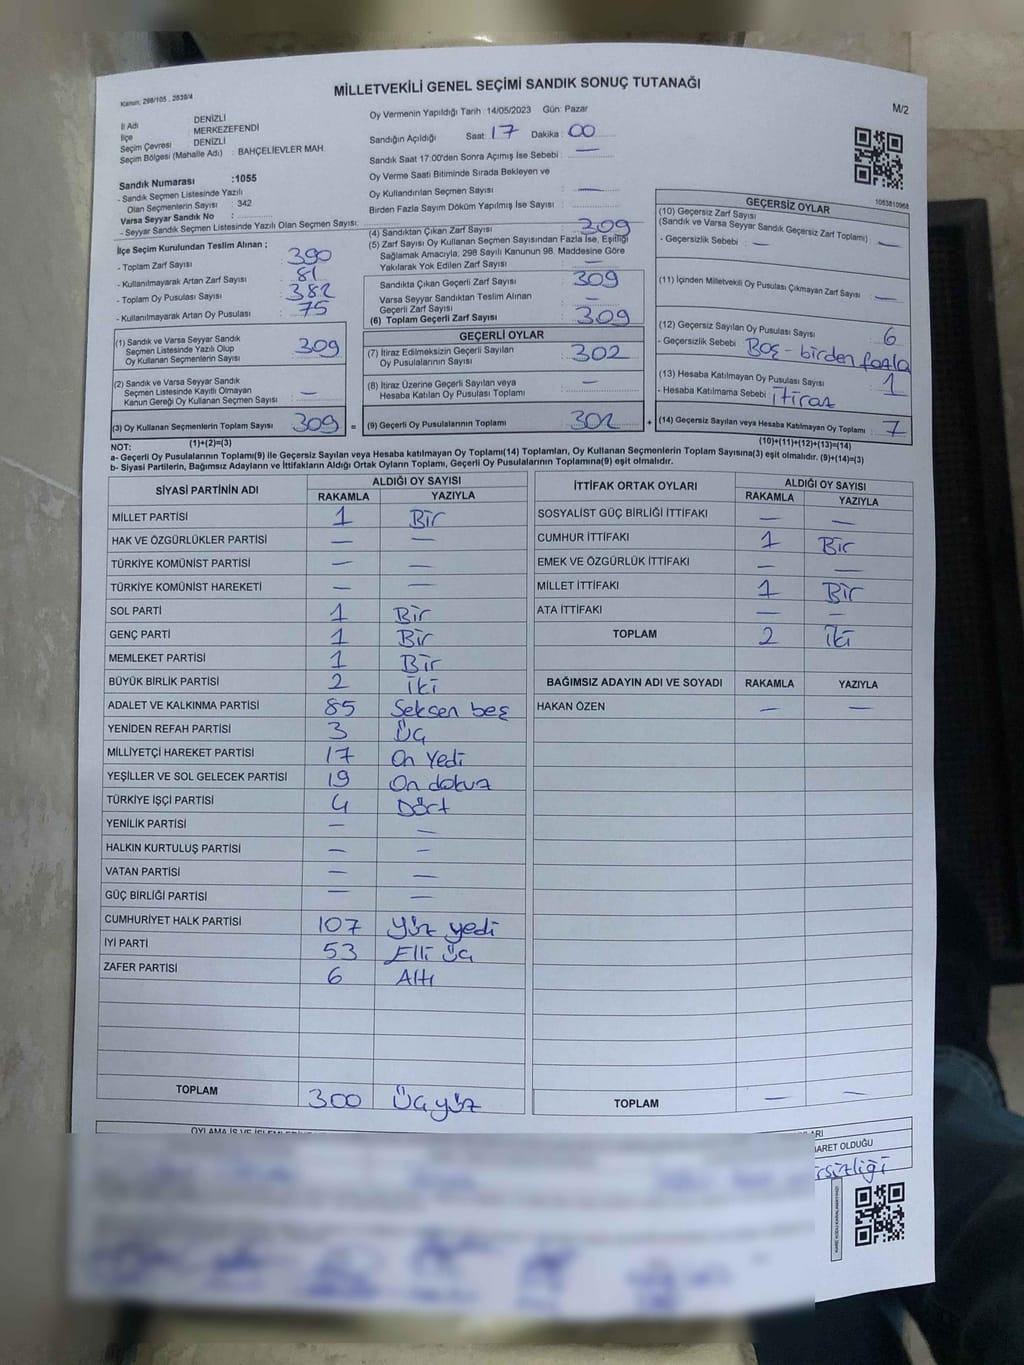 Kanun; 298/105 , 2839/4
MİLLETVEKİLİ GENEL SEÇİMİ SANDIK SONUÇ TUTANAĞI
M/2
İl Adı DENİZLİ
İlçe MERKEZEFENDİ
Seçim Çevresi DENİZLİ
Seçim Bölgesi (Mahalle Adı) : BAHÇELİEVLER MAH.
Sandık Numarası :1055
- Sandık Seçmen Listesinde Yazılı
Olan Seçmenlerin Sayısı : 342
Varsa Seyyar Sandık No :
- Seyyar Sandık Seçmen Listesinde Yazılı Olan Seçmen Sayısı:
Oy Vermenin Yapıldığı Tarih : 14/05/2023 Gün: Pazar
Sandığın Açıldığı Saat: 17 Dakika : 00
Sandık Saat 17:00'den Sonra Açımış İse Sebebi : —
Oy Verme Saati Bitiminde Sırada Bekleyen ve
Oy Kullandırılan Seçmen Sayısı : —
Birden Fazla Sayım Döküm Yapılmış İse Sayısı :
İlçe Seçim Kurulundan Teslim Alınan ;
- Toplam Zarf Sayısı : 390
- Kullanılmayarak Artan Zarf Sayısı : 81
- Toplam Oy Pusulası Sayısı : 382
- Kullanılmayarak Artan Oy Pusulası : 75
(4) Sandıktan Çıkan Zarf Sayısı : 309
(5) Zarf Sayısı Oy Kullanan Seçmen Sayısından Fazla İse, Eşitliği
Sağlamak Amacıyla; 298 Sayılı Kanunun 98. Maddesine Göre
Yakılarak Yok Edilen Zarf Sayısı : —
Sandıkta Çıkan Geçerli Zarf Sayısı : 309
Varsa Seyyar Sandıktan Teslim Alınan
Geçerli Zarf Sayısı : —
(6) Toplam Geçerli Zarf Sayısı : 309
1053810968
GEÇERSİZ OYLAR
(10) Geçersiz Zarf Sayısı
(Sandık ve Varsa Seyyar Sandık Geçersiz Zarf Toplamı) : —
- Geçersizlik Sebebi : —
(11) İçinden Milletvekili Oy Pusulası Çıkmayan Zarf Sayısı : —
(12) Geçersiz Sayılan Oy Pusulası Sayısı : 6
- Geçersizlik Sebebi : Boş - birden fazla
(13) Hesaba Katılmayan Oy Pusulası Sayısı : 1
- Hesaba Katılmama Sebebi : itiraz
(14) Geçersiz Sayılan veya Hesaba Katılmayan Oy Toplamı : 7
(10)+(11)+(12)+(13)=(14)
(1) Sandık ve Varsa Seyyar Sandık
Seçmen Listesinde Yazılı Olup
Oy Kullanan Seçmenlerin Sayısı : 309
(2) Sandık ve Varsa Seyyar Sandık
Seçmen Listesinde Kayıtlı Olmayan
Kanun Gereği Oy Kullanan Seçmen Sayısı : —
(3) Oy Kullanan Seçmenlerin Toplam Sayısı : 309 =
(1)+(2)=(3)
GEÇERLİ OYLAR
(7) İtiraz Edilmeksizin Geçerli Sayılan
Oy Pusulalarının Sayısı : 302
(8) İtiraz Üzerine Geçerli Sayılan veya
Hesaba Katılan Oy Pusulası Toplamı : —
(9) Geçerli Oy Pusulalarının Toplamı : 302 +
NOT:
a- Geçerli Oy Pusulalarının Toplamı(9) ile Geçersiz Sayılan veya Hesaba katılmayan Oy Toplamı(14) Toplamları, Oy Kullanan Seçmenlerin Toplam Sayısına(3) eşit olmalıdır. (9)+(14)=(3)
b- Siyasi Partilerin, Bağımsız Adayların ve İttifakların Aldığı Ortak Oyların Toplamı, Geçerli Oy Pusulalarının Toplamına(9) eşit olmalıdır.
SİYASİ PARTİNİN ADI ALDIĞI OY SAYISI
RAKAMLA YAZIYLA
MİLLET PARTİSİ 1 Bir
HAK VE ÖZGÜRLÜKLER PARTİSİ — —
TÜRKİYE KOMÜNİST PARTİSİ — —
TÜRKİYE KOMÜNİST HAREKETİ — —
SOL PARTİ 1 Bir
GENÇ PARTİ 1 Bir
MEMLEKET PARTİSİ 1 Bir
BÜYÜK BİRLİK PARTİSİ 2 iki
ADALET VE KALKINMA PARTİSİ 85 Seksen beş
YENİDEN REFAH PARTİSİ 3 Üç
MİLLİYETÇİ HAREKET PARTİSİ 17 On Yedi
YEŞİLLER VE SOL GELECEK PARTİSİ 19 On dokuz
TÜRKİYE İŞÇİ PARTİSİ 4 Dört
YENİLİK PARTİSİ — —
HALKIN KURTULUŞ PARTİSİ — —
VATAN PARTİSİ — —
GÜÇ BİRLİĞİ PARTİSİ — —
CUMHURİYET HALK PARTİSİ 107 Yüz yedi
İYİ PARTİ 53 Elli üç
ZAFER PARTİSİ 6 Altı
TOPLAM 300 Üçyüz
İTTİFAK ORTAK OYLARI ALDIĞI OY SAYISI
RAKAMLA YAZIYLA
SOSYALİST GÜÇ BİRLİĞİ İTTİFAKI — —
CUMHUR İTTİFAKI 1 Bir
EMEK VE ÖZGÜRLÜK İTTİFAKI — —
MİLLET İTTİFAKI 1 Bir
ATA İTTİFAKI — —
TOPLAM 2 iki
BAĞIMSIZ ADAYIN ADI VE SOYADI RAKAMLA YAZIYLA
HAKAN ÖZEN — —
TOPLAM — —